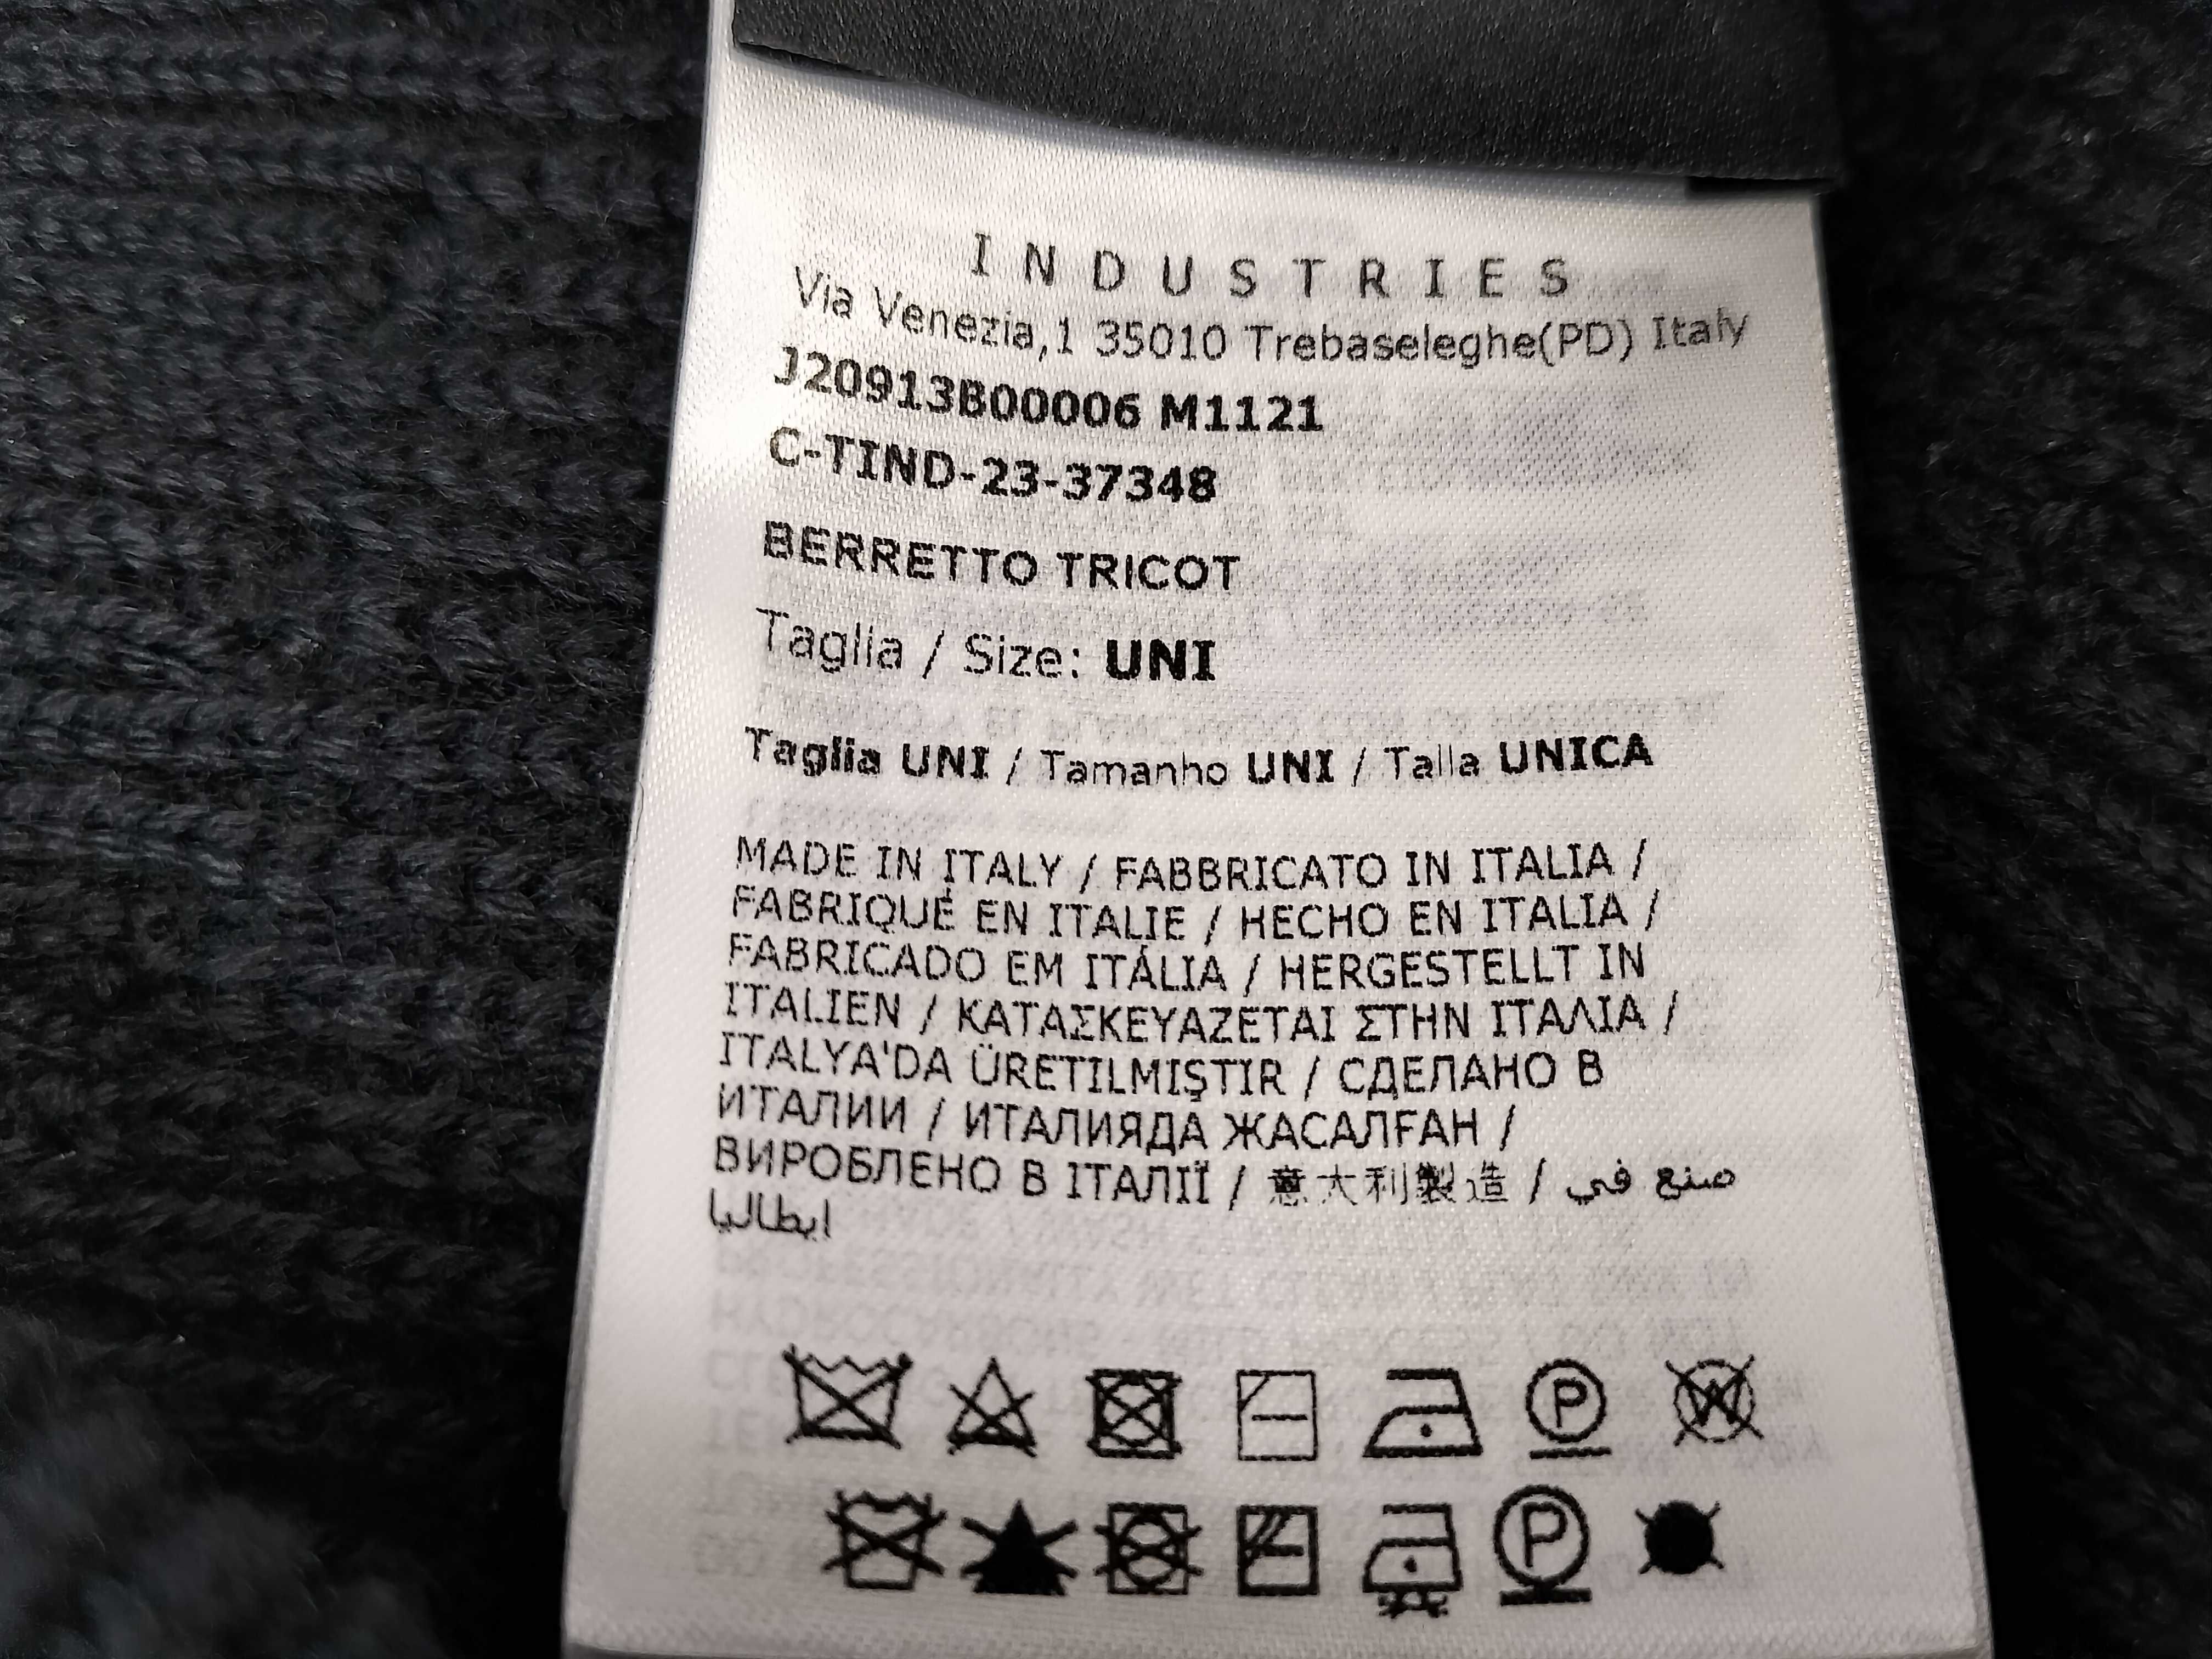 INDUSTRIES
Via Venezia,1 35010 Trebaseleghe(PD) Italy
J20913B00006 M1121
C-TIND-23-37348
BERRETTO TRICOT
Taglia / Size: UNI
Taglia UNI / Tamanho UNI / Talla UNICA
MADE IN ITALY / FABBRICATO IN ITALIA /
FABRIQUÉ EN ITALIE / HECHO EN ITALIA /
FABRICADO EM ITÁLIA / HERGESTELLT IN
ITALIEN / ΚΑΤΑΣΚΕΥΑΖΕΤΑΙ ΣΤΗΝ ΙΤΑΛΙΑ /
ITALYA'DA ÜRETILMIŞTIR / СДЕЛАНО В
ИТАЛИИ / ИТАЛИЯДА ЖАСАЛҒАН /
ВИРОБЛЕНО В ІТАЛІЇ / 意大利製造 / صنع في
ايطاليا
P W
P